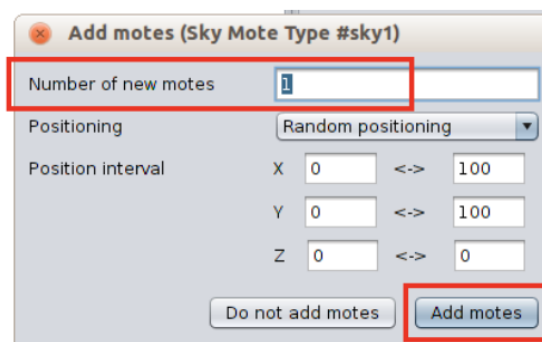 Add motes (Sky Mote Type #sky1)
Number of new motes 1
Positioning Random positioning
Position interval X 0 <-> 100
Y 0 <-> 100
Z 0 <-> 0
Do not add motes Add motes